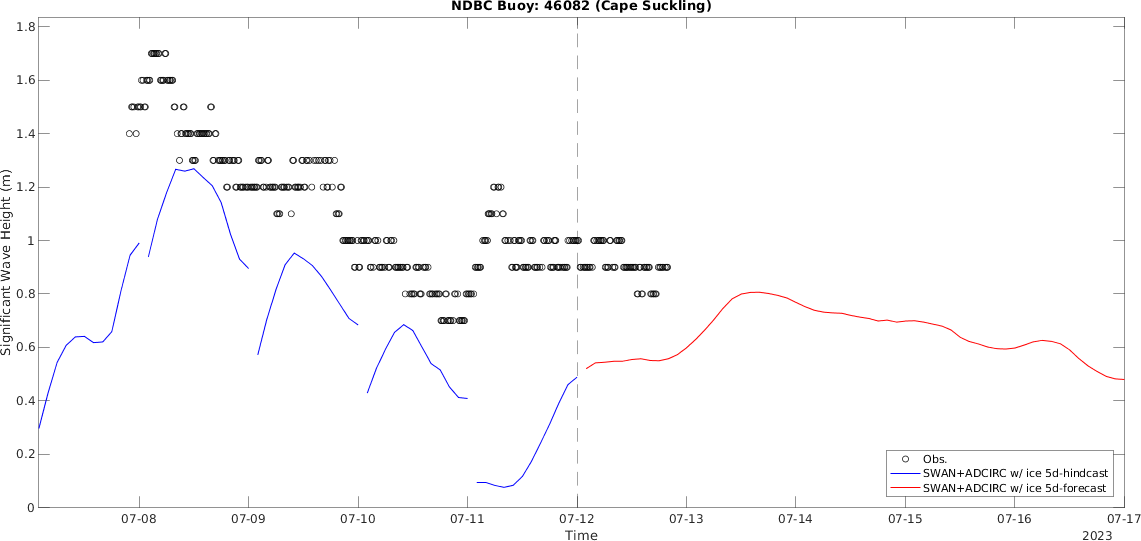 NDBC Buoy: 46082 (Cape Suckling)
Significant Wave Height (m)
1.8
1.6
1.4
1.2
1
0.8
0.6
0.4
0.2
0
Obs.
SWAN+ADCIRC w/ ice 5d-hindcast
SWAN+ADCIRC w/ ice 5d-forecast
07-08 07-09 07-10 07-11 07-12 07-13 07-14 07-15 07-16 07-17
Time
2023